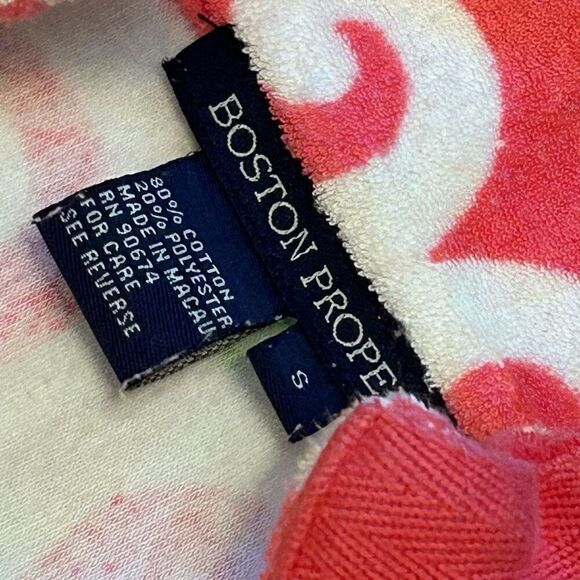 BOSTON PROPE
80% COTTON
20% POLYESTER
MADE IN MACAU
RN 90674
FOR CARE
SEE REVERSE
S